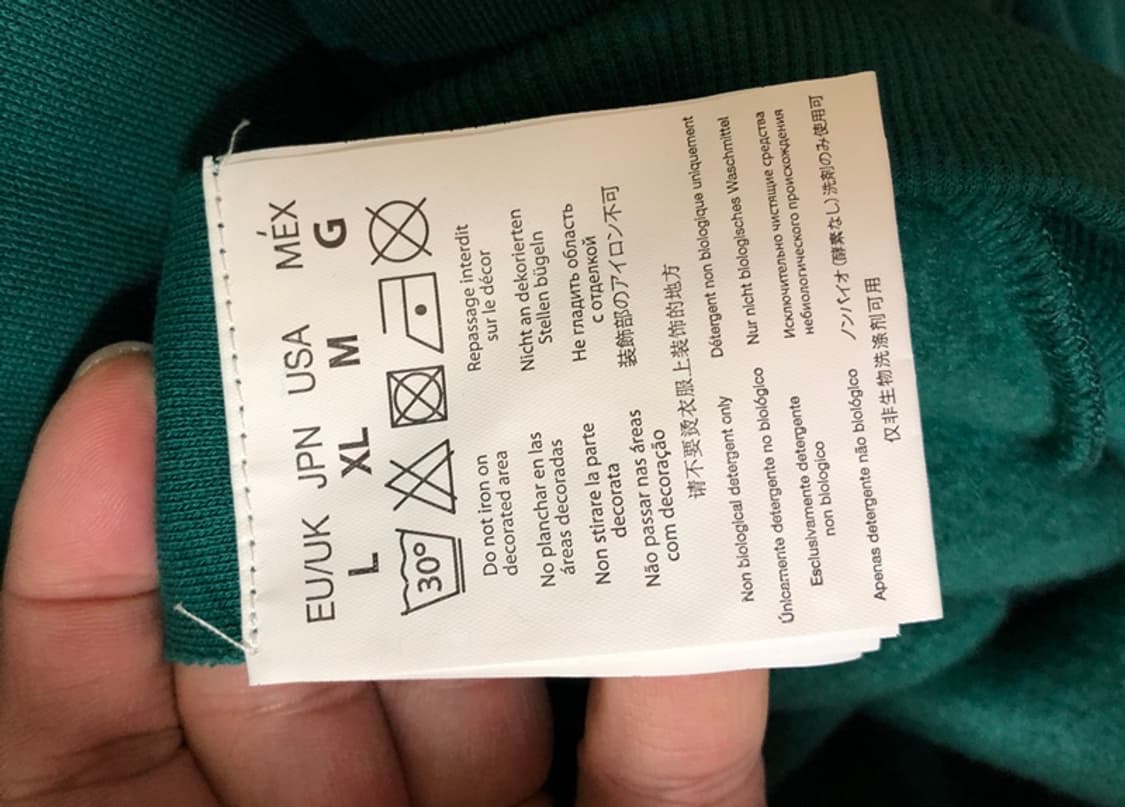 EU/UK JPN USA MÉX
L XL M G
30°
Do not iron on
decorated area
Repassage interdit
sur le décor
No planchar en las
áreas decoradas
Nicht an dekorierten
Stellen bügeln
Non stirare la parte
decorata
Не гладить область
с отделкой
Não passar nas áreas
com decoração
装飾部のアイロン不可
请不要烫衣服上装饰的地方
Non biological detergent only
Détergent non biologique uniquement
Únicamente detergente no biológico
Nur nicht biologisches Waschmittel
Esclusivamente detergente
non biologico
Исключительно чистящие средства
небиологического происхождения
Apenas detergente não biológico
ノンバイオ(酵素なし)洗剤のみ使用可
仅非生物洗涤剂可用